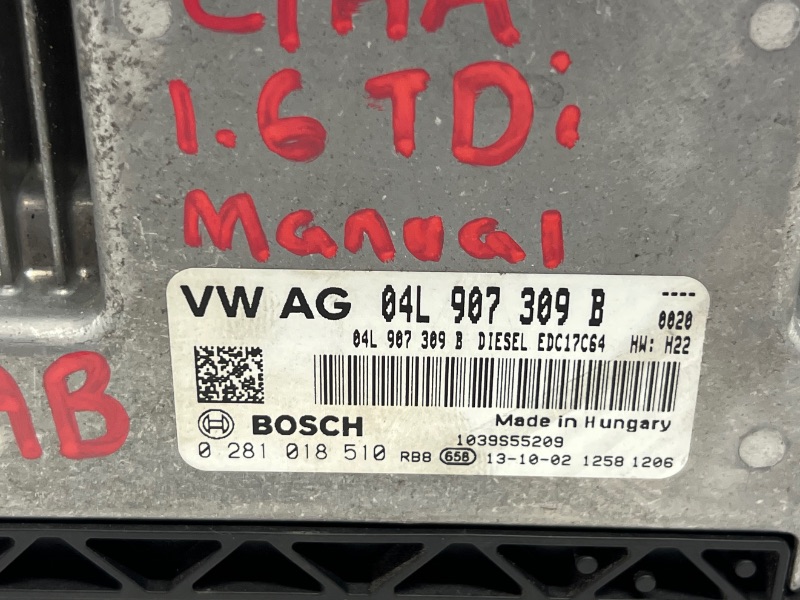 1.6 TDi
Manual
VW AG 04L 907 309 B ----
0020
04L 907 309 B DIESEL EDC17C64 HW: H22
BOSCH
Made in Hungary
1039S55209
0 281 018 510 RB8 658 13-10-02 1258 1206
AB